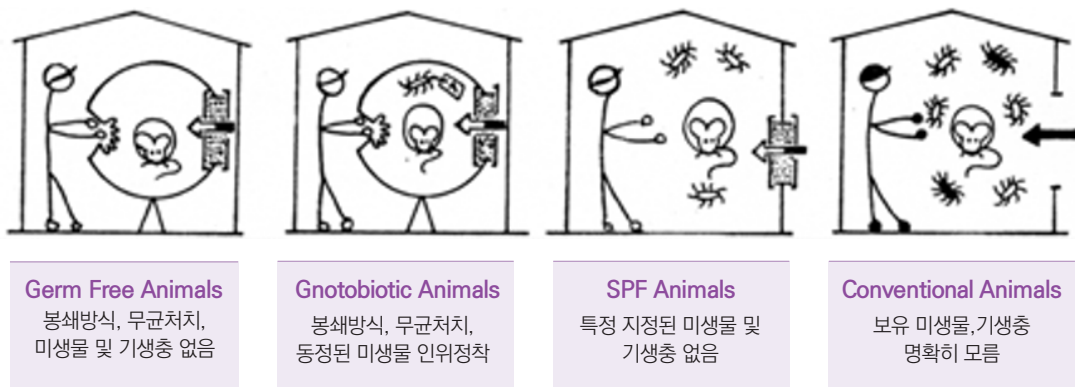 Germ Free Animals
봉쇄방식, 무균처치,
미생물 및 기생충 없음
Gnotobiotic Animals
봉쇄방식, 무균처치,
동정된 미생물 인위정착
SPF Animals
특정 지정된 미생물 및
기생충 없음
Conventional Animals
보유 미생물,기생충
명확히 모름